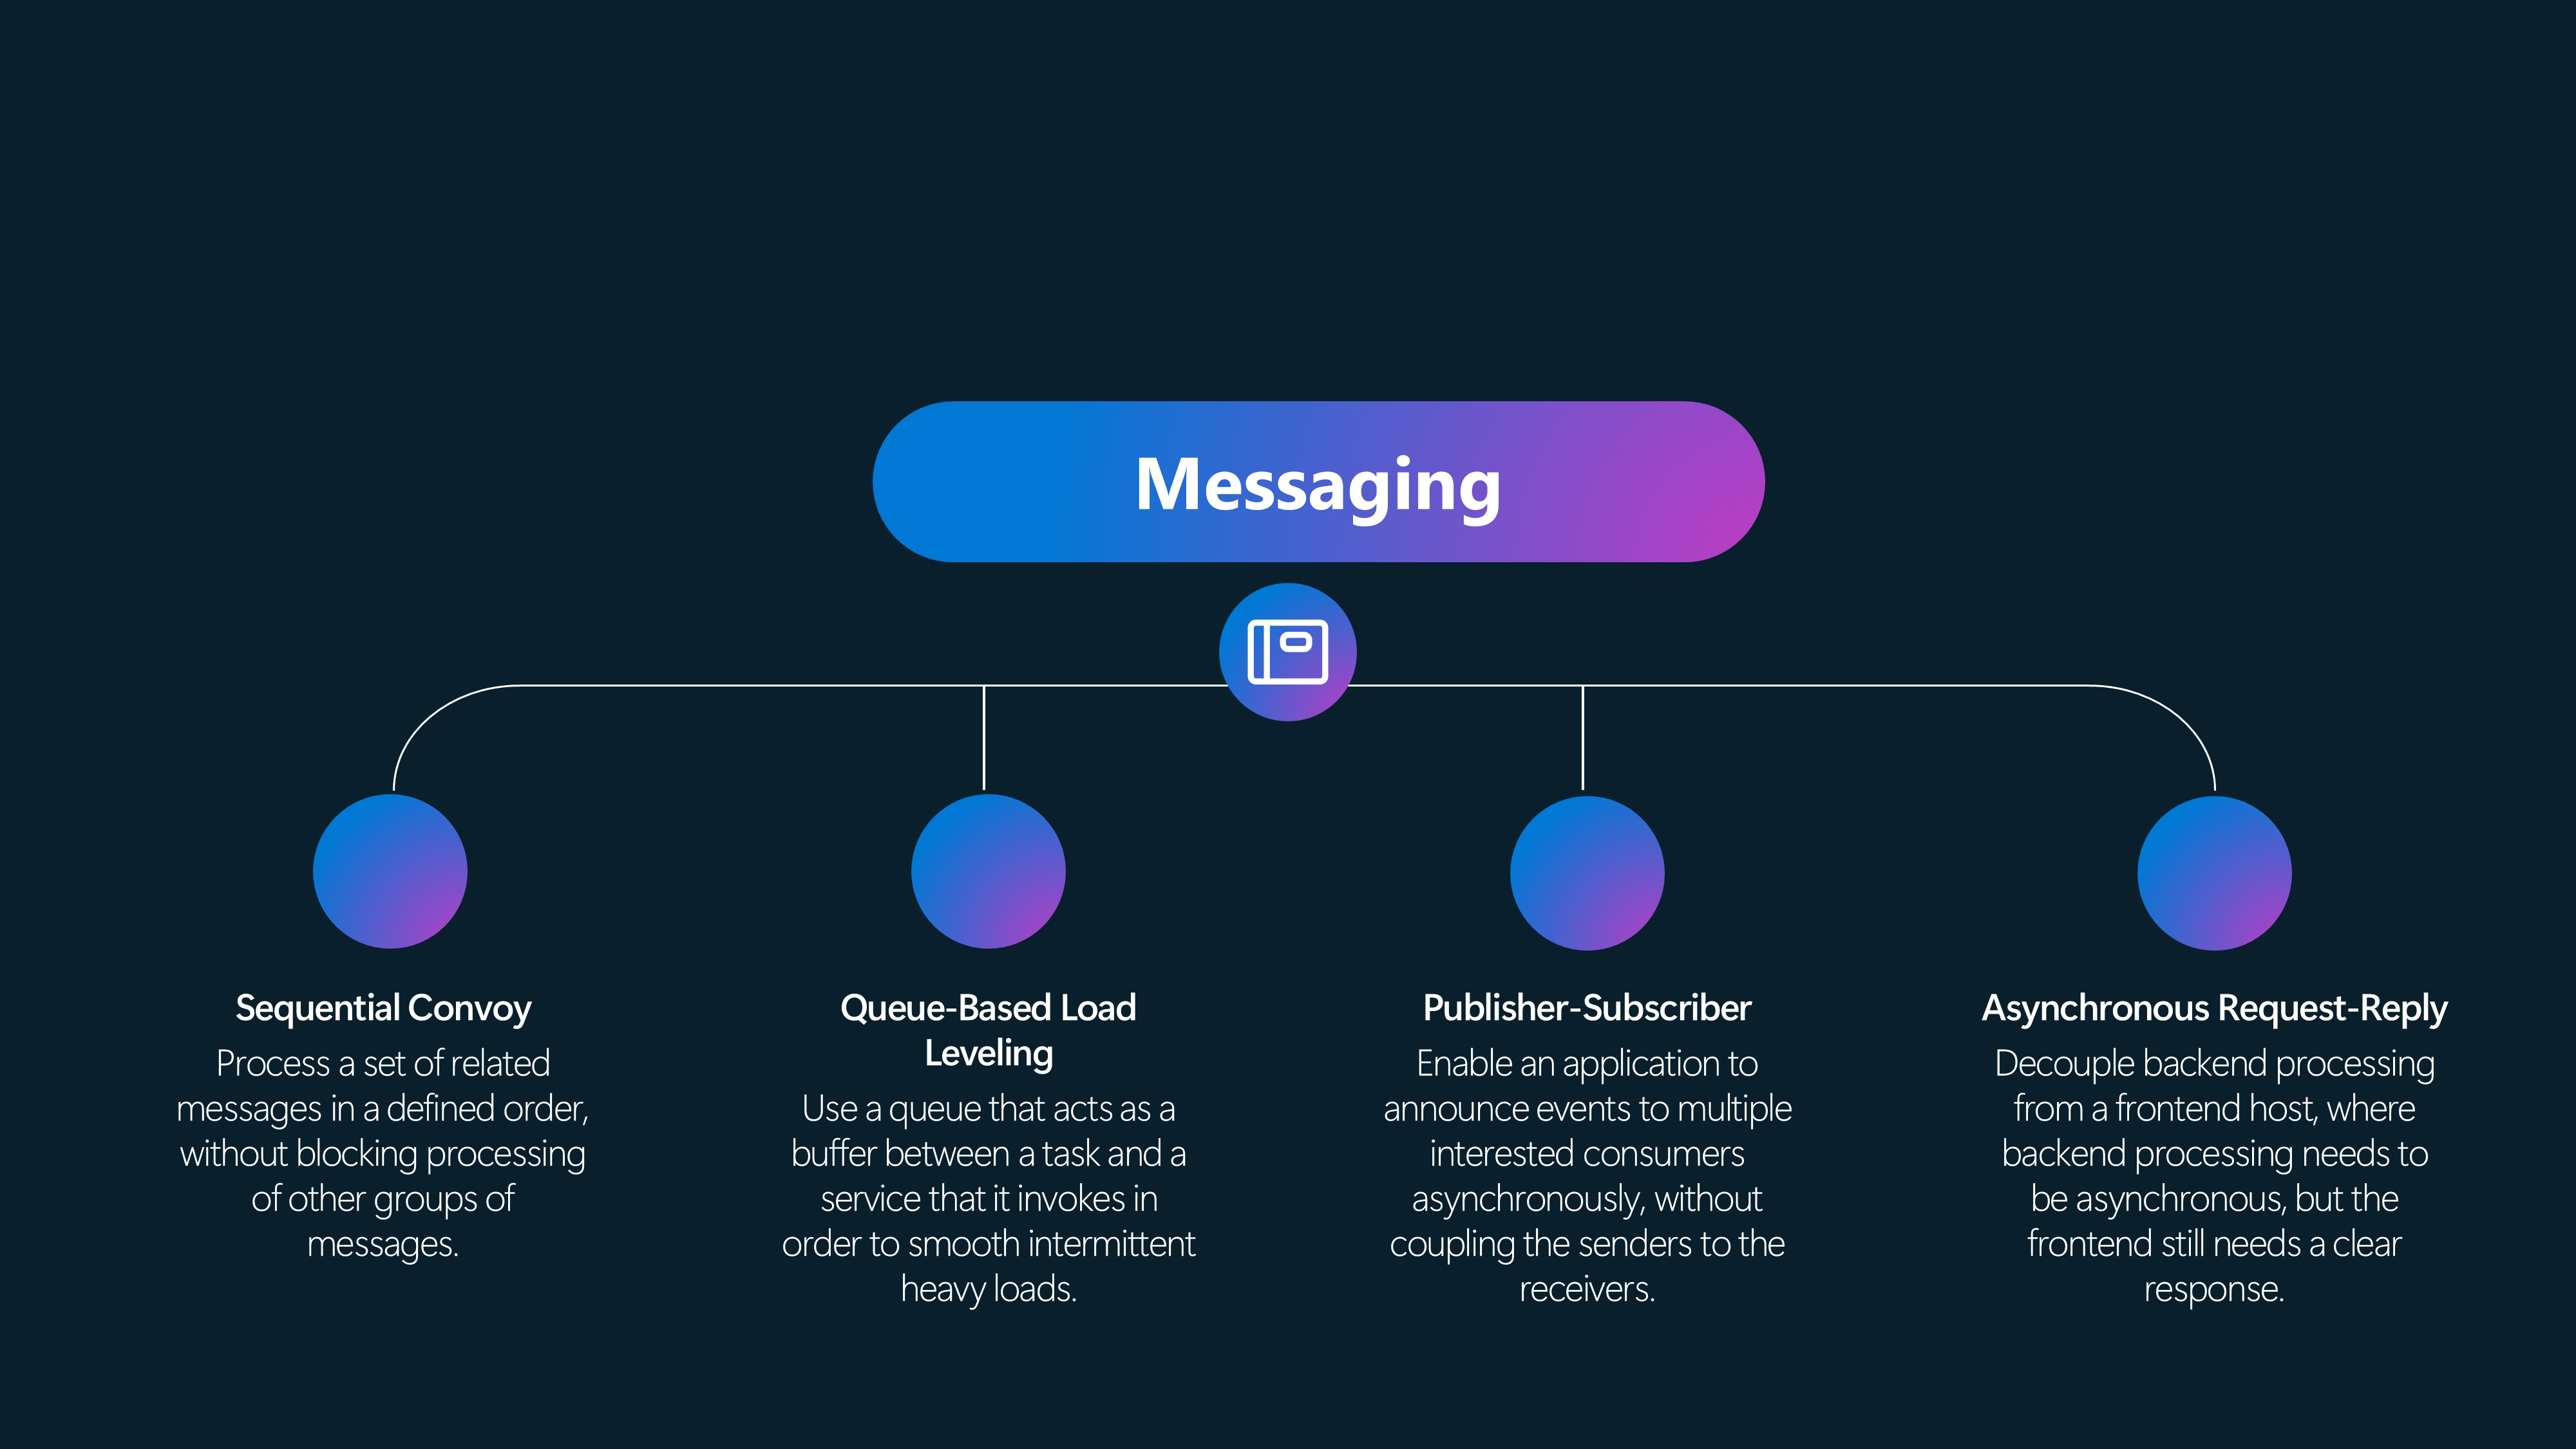 Messaging
Sequential Convoy
Process a set of related
messages in a defined order,
without blocking processing
of other groups of
messages.
Queue-Based Load
Leveling
Use a queue that acts as a
buffer between a task and a
service that it invokes in
order to smooth intermittent
heavy loads.
Publisher-Subscriber
Enable an application to
announce events to multiple
interested consumers
asynchronously, without
coupling the senders to the
receivers.
Asynchronous Request-Reply
Decouple backend processing
from a frontend host, where
backend processing needs to
be asynchronous, but the
frontend still needs a clear
response.